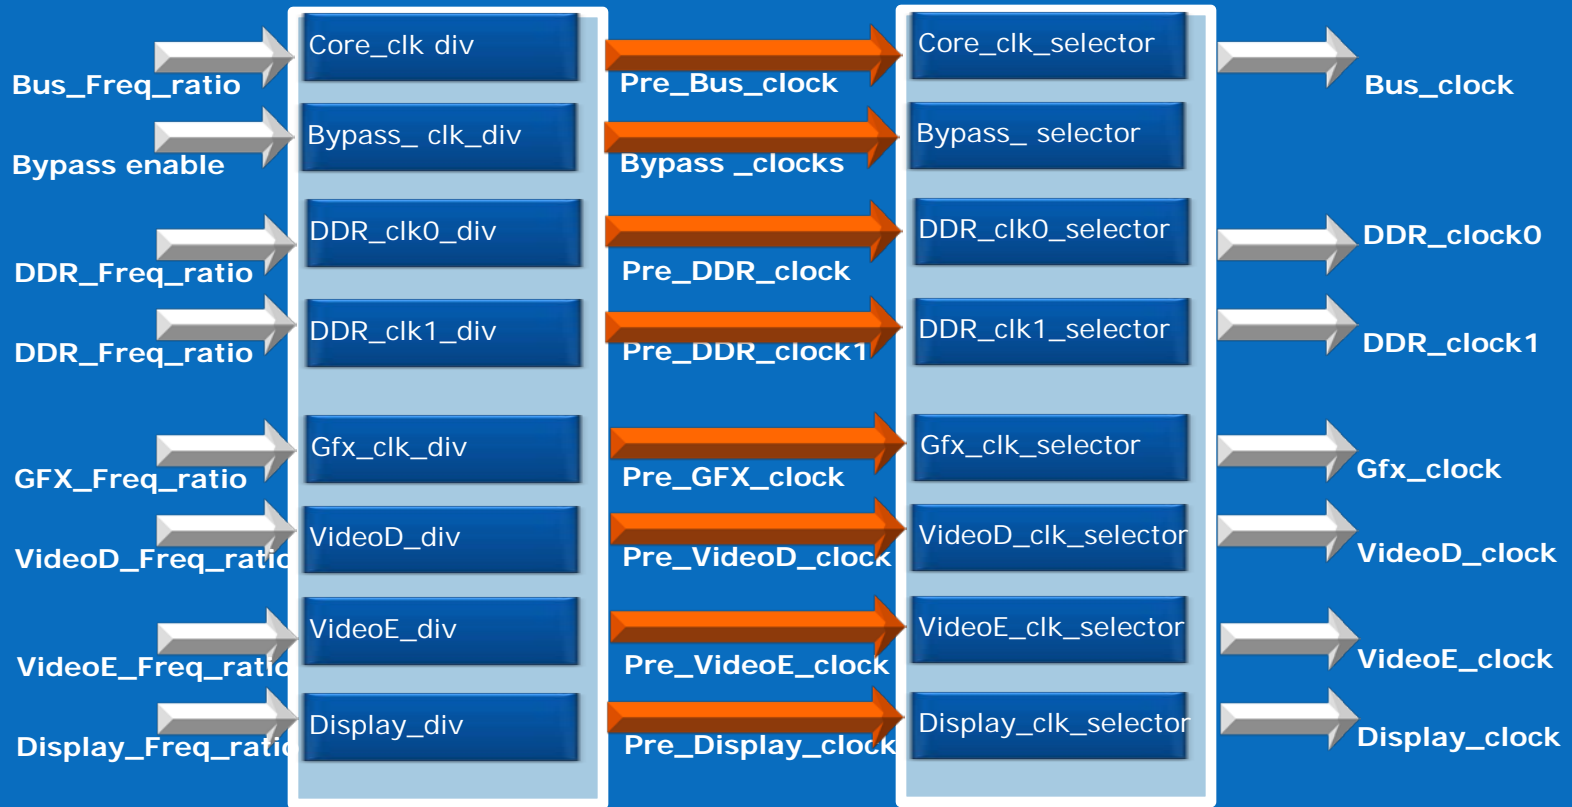 Bus_Freq_ratio
Core_clk div
Pre_Bus_clock
Core_clk_selector
Bus_clock
Bypass enable
Bypass_ clk_div
Bypass _clocks
Bypass_ selector
DDR_Freq_ratio
DDR_clk0_div
Pre_DDR_clock
DDR_clk0_selector
DDR_clock0
DDR_Freq_ratio
DDR_clk1_div
Pre_DDR_clock1
DDR_clk1_selector
DDR_clock1
GFX_Freq_ratio
Gfx_clk_div
Pre_GFX_clock
Gfx_clk_selector
Gfx_clock
VideoD_Freq_ratio
VideoD_div
Pre_VideoD_clock
VideoD_clk_selector
VideoD_clock
VideoE_Freq_ratio
VideoE_div
Pre_VideoE_clock
VideoE_clk_selector
VideoE_clock
Display_Freq_ratio
Display_div
Pre_Display_clock
Display_clk_selector
Display_clock